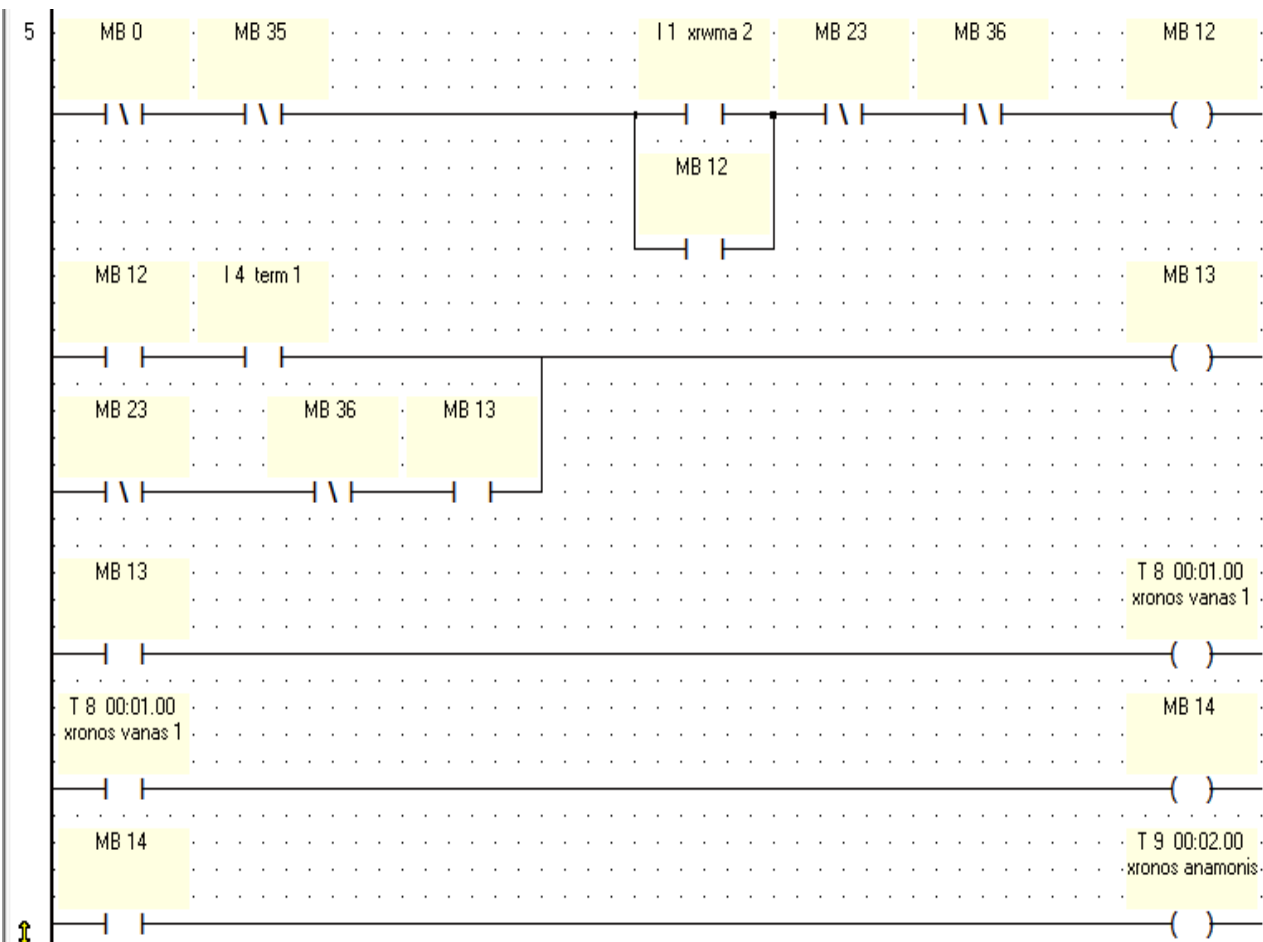 5
MB 0
MB 35
I 1 xrwma 2
MB 23
MB 36
MB 12
MB 12
MB 12
I 4 term 1
MB 13
MB 23
MB 36
MB 13
MB 13
T 8 00:01.00
xronos vanas 1
T 8 00:01.00
xronos vanas 1
MB 14
MB 14
T 9 00:02.00
xronos anamonis